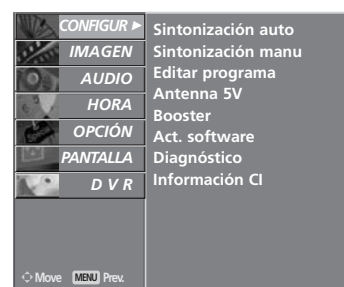 CONFIGUR ►
IMAGEN
AUDIO
HORA
OPCIÓN
PANTALLA
D V R
Sintonización auto
Sintonización manu
Editar programa
Antenna 5V
Booster
Act. software
Diagnóstico
Información CI
Move MENU Prev.